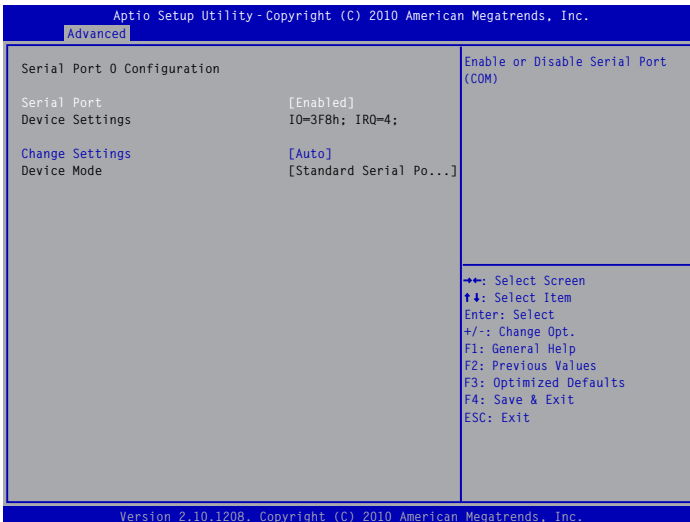 Aptio Setup Utility - Copyright (C) 2010 American Megatrends, Inc.
Advanced
Serial Port 0 Configuration
Serial Port [Enabled]
Device Settings IO=3F8h; IRQ=4;
Change Settings [Auto]
Device Mode [Standard Serial Po...]
Enable or Disable Serial Port
(COM)
→←: Select Screen
↑↓: Select Item
Enter: Select
+/-: Change Opt.
F1: General Help
F2: Previous Values
F3: Optimized Defaults
F4: Save & Exit
ESC: Exit
Version 2.10.1208. Copyright (C) 2010 American Megatrends, Inc.